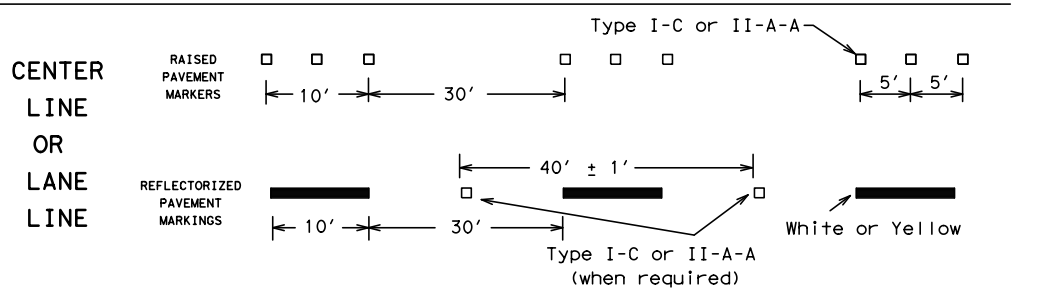 Type I-C or II-A-A
CENTER
LINE
OR
LANE
LINE
RAISED
PAVEMENT
MARKERS
10'
30'
5'
5'
40' ± 1'
REFLECTORIZED
PAVEMENT
MARKINGS
10'
30'
Type I-C or II-A-A
(when required)
White or Yellow